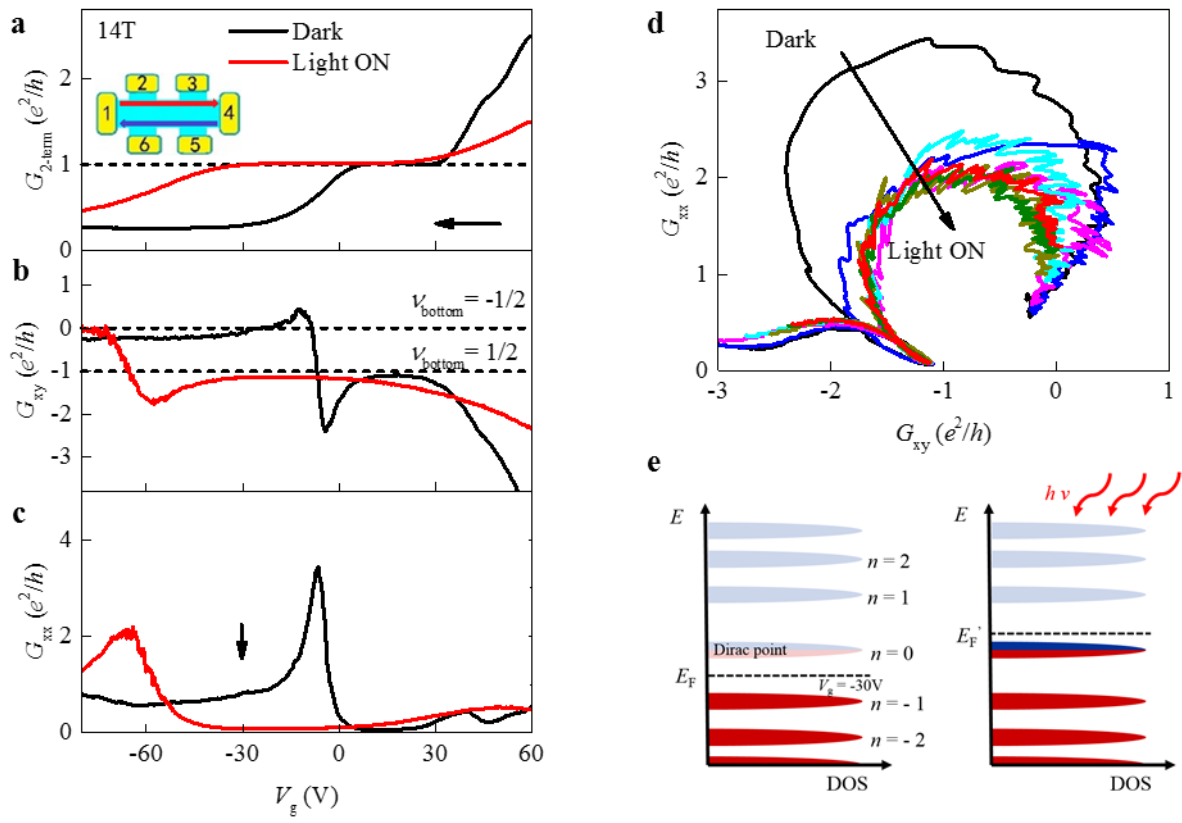 a
14T
Dark
Light ON
2
3
1
4
6
5
G2-term (e²/h)
2
1
0
b
νbottom = -1/2
νbottom = 1/2
Gxy (e²/h)
1
0
-1
-2
-3
c
Gxx (e²/h)
4
2
0
-60
-30
0
30
60
Vg (V)
d
Dark
Light ON
Gxx (e²/h)
3
2
1
0
-3
-2
-1
0
1
Gxy (e²/h)
e
E
n = 2
n = 1
Dirac point
n = 0
EF
Vg = -30V
n = - 1
n = - 2
DOS
h ν
E
EF'
DOS